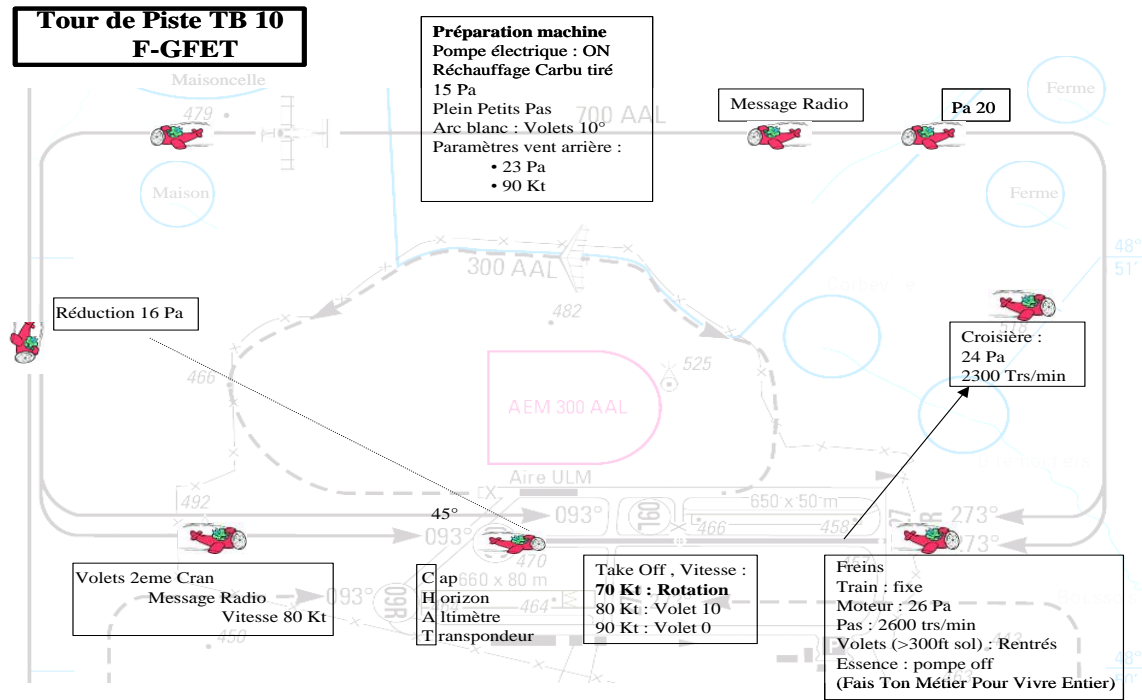 Tour de Piste TB 10
F-GFET
Préparation machine
Pompe électrique : ON
Réchauffage Carbu tiré
15 Pa
Plein Petits Pas
Arc blanc : Volets 10°
Paramètres vent arrière :
• 23 Pa
• 90 Kt
Message Radio
Pa 20
Maisoncelle
479
700 AAL
Ferme
Maison
Ferme
48°
51'
300 AAL
482
Réduction 16 Pa
518
Croisière :
24 Pa
2300 Trs/min
466
525
AEM 300 AAL
Aire ULM
492
45°
093°
093°
09L
650 x 50 m
466
458
27
R
273°
273°
470
Volets 2eme Cran
Message Radio
Vitesse 80 Kt
093°
09R
450
Cap
Horizon
Altimètre
Transpondeur
660 x 80 m
464
Take Off , Vitesse :
70 Kt : Rotation
80 Kt : Volet 10
90 Kt : Volet 0
Freins
Train : fixe
Moteur : 26 Pa
Pas : 2600 trs/min
Volets (>300ft sol) : Rentrés
Essence : pompe off
(Fais Ton Métier Pour Vivre Entier)
P
443
48°